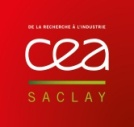 DE LA RECHERCHE À L'INDUSTRIE
cea
SACLAY